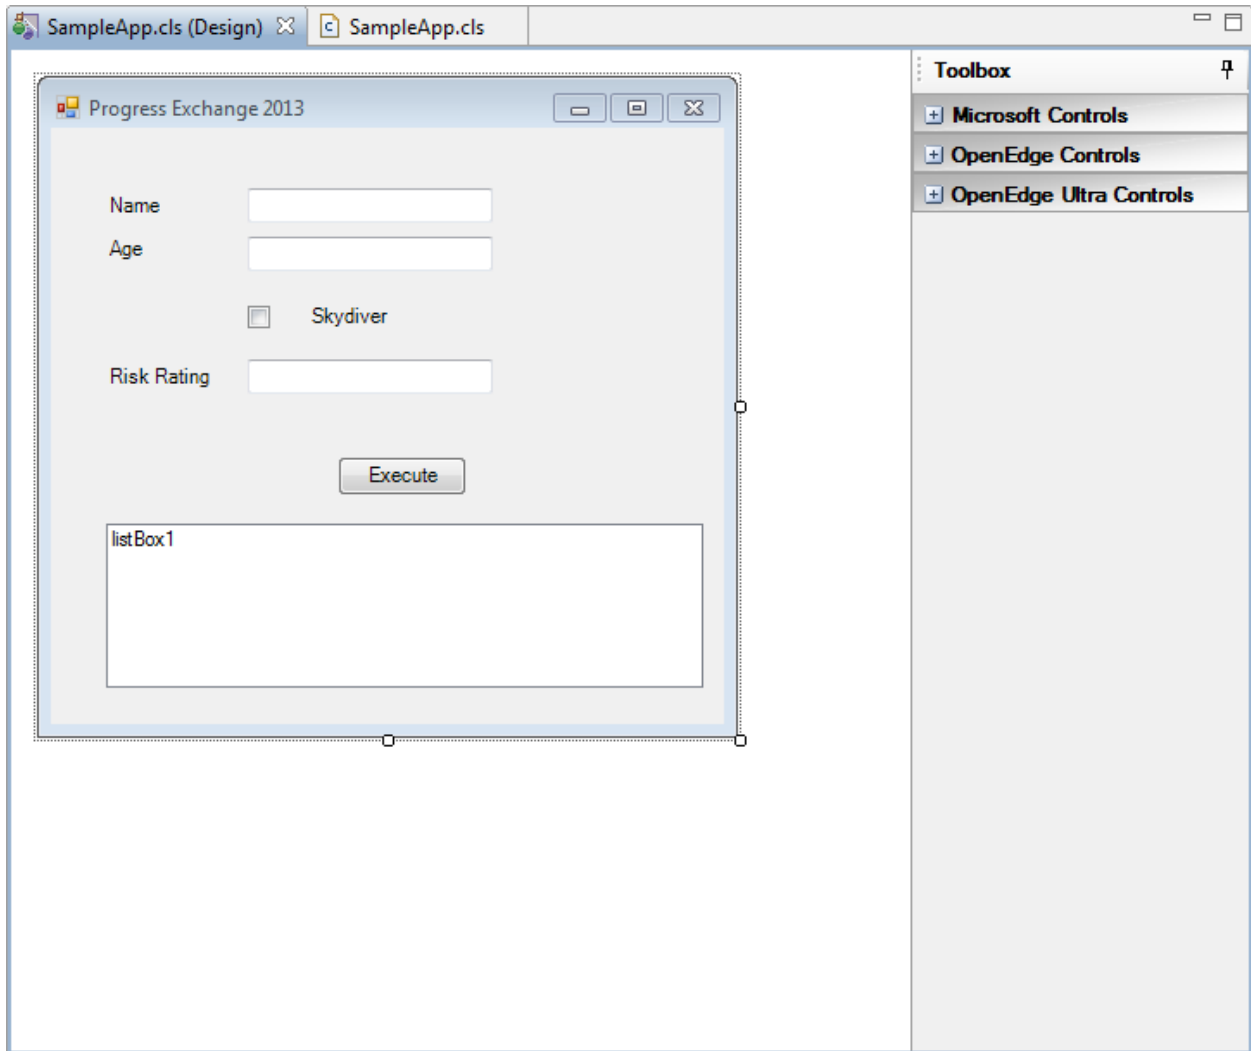 SampleApp.cls (Design) SampleApp.cls
Toolbox
Progress Exchange 2013
Microsoft Controls
OpenEdge Controls
OpenEdge Ultra Controls
Name
Age
Skydiver
Risk Rating
Execute
listBox1